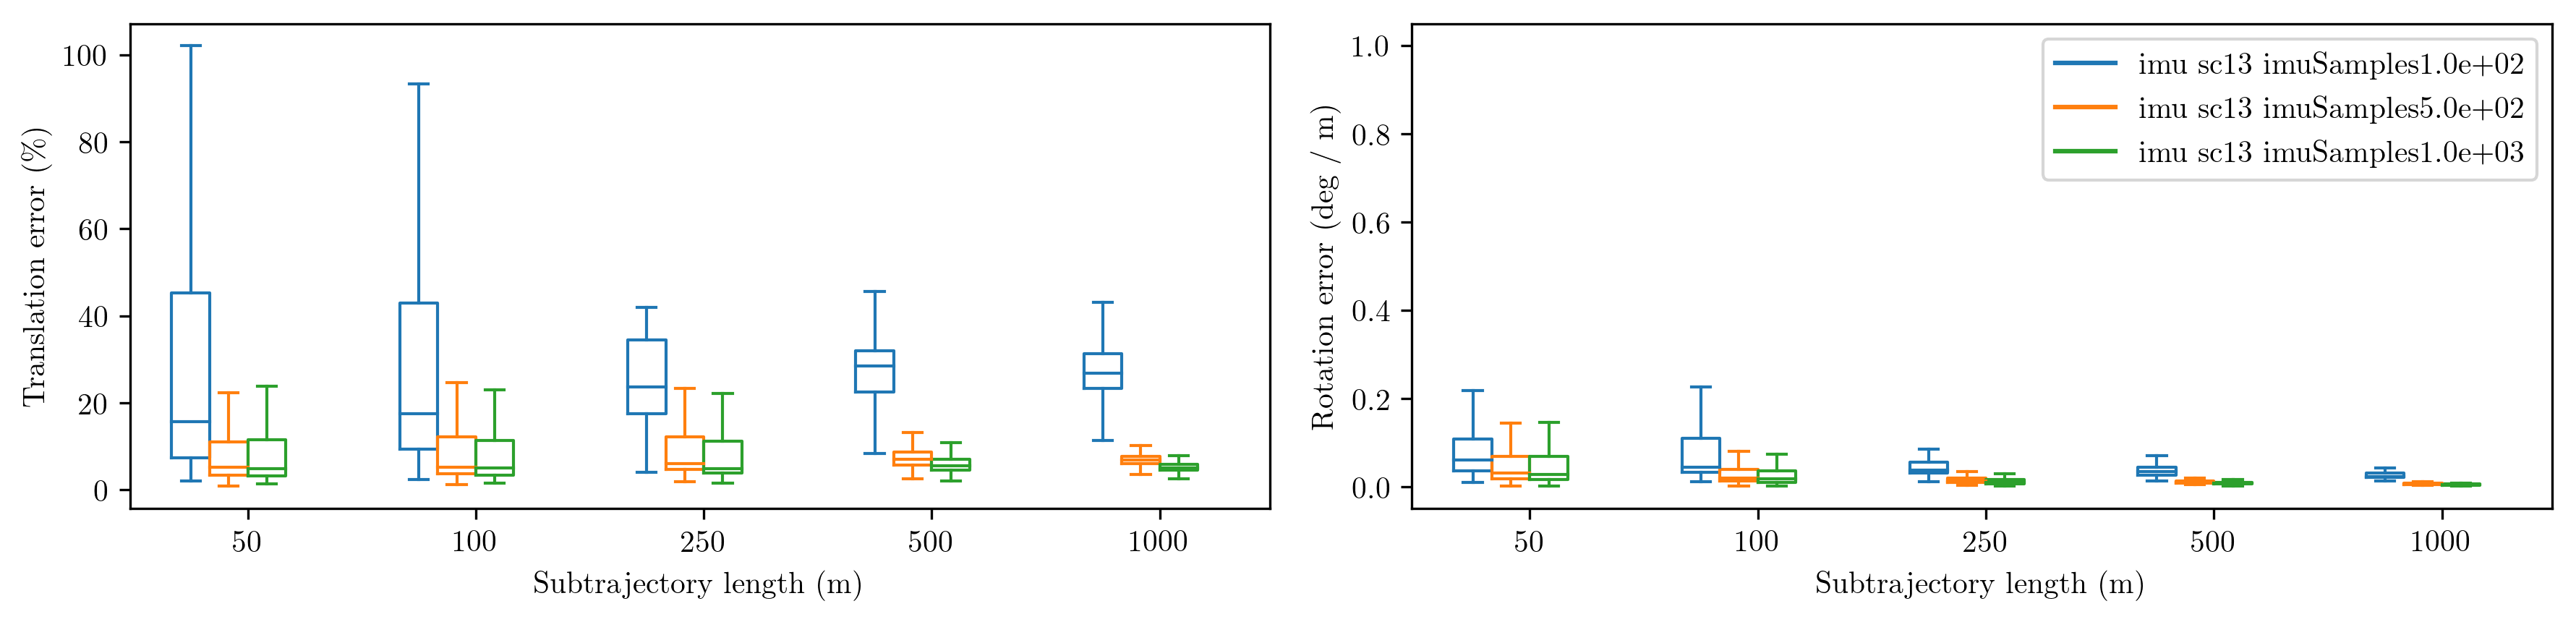 100
80
60
40
20
0
Translation error (%)
50 100 250 500 1000
Subtrajectory length (m)
1.0
0.8
0.6
0.4
0.2
0.0
Rotation error (deg / m)
imu sc13 imuSamples1.0e+02
imu sc13 imuSamples5.0e+02
imu sc13 imuSamples1.0e+03
50 100 250 500 1000
Subtrajectory length (m)